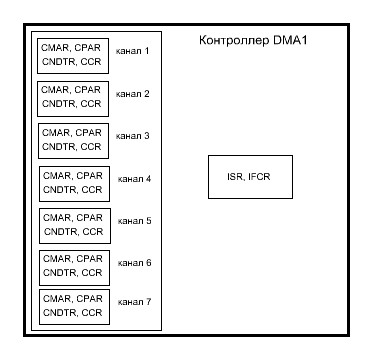 Контроллер DMA1
CMAR, CPAR
CNDTR, CCR
канал 1
CMAR, CPAR
CNDTR, CCR
канал 2
CMAR, CPAR
CNDTR, CCR
канал 3
CMAR, CPAR
CNDTR, CCR
канал 4
CMAR, CPAR
CNDTR, CCR
канал 5
CMAR, CPAR
CNDTR, CCR
канал 6
CMAR, CPAR
CNDTR, CCR
канал 7
ISR, IFCR